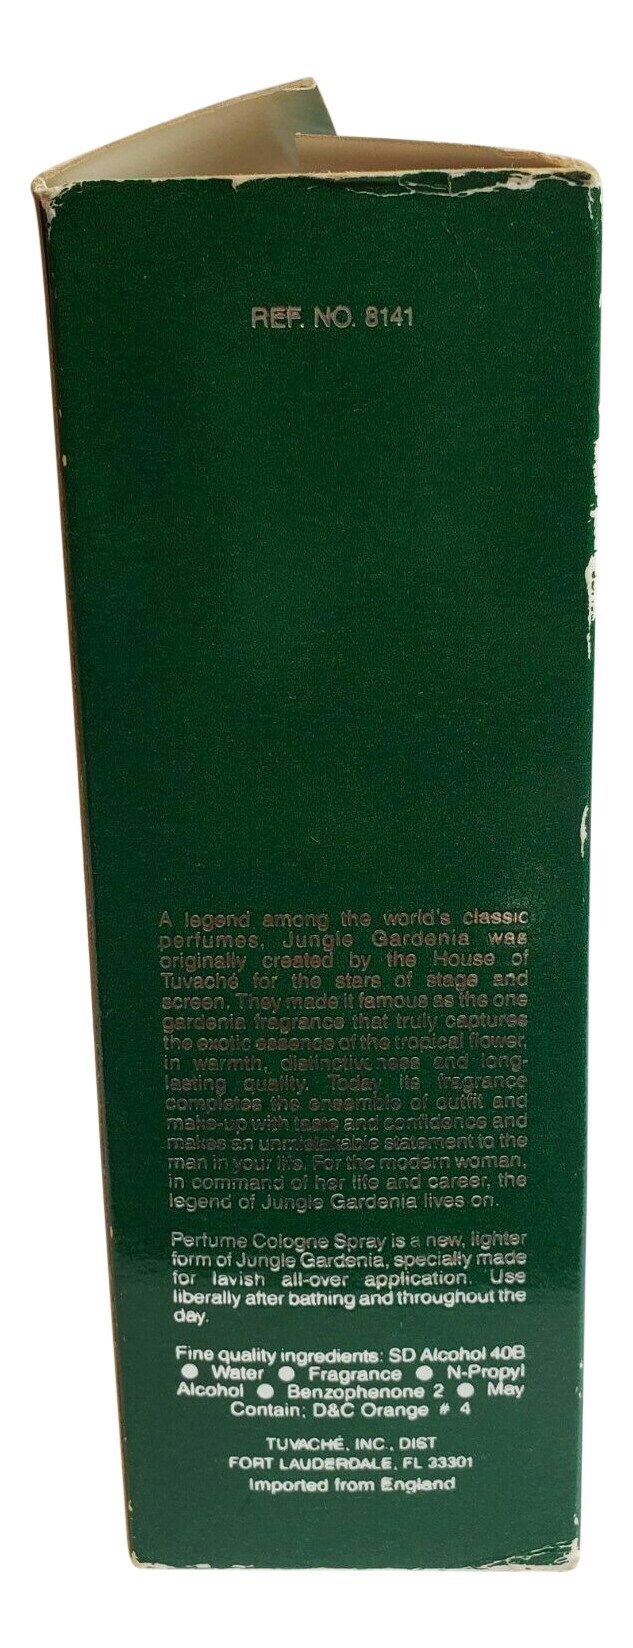 REF. NO. 8141
A legend among the world's classic
perfumes, Jungle Gardenia was
originally created by the House of
Tuvaché for the stars of stage and
screen. They made it famous as the one
gardenia fragrance that truly captures
the exotic essence of the tropical flower,
in warmth, distinctiveness and long-
lasting quality. Today its fragrance
completes the ensemble of outfit and
make-up with taste and confidence and
makes an unmistakable statement to the
man in your life. For the modern woman,
in command of her life and career, the
legend of Jungle Gardenia lives on.
Perfume Cologne Spray is a new, lighter
form of Jungle Gardenia, specially made
for lavish all-over application. Use
liberally after bathing and throughout the
day.
Fine quality ingredients: SD Alcohol 40B
● Water ● Fragrance ● N-Propyl
Alcohol ● Benzophenone 2 ● May
Contain: D&C Orange # 4
TUVACHÉ, INC., DIST
FORT LAUDERDALE, FL 33301
Imported from England